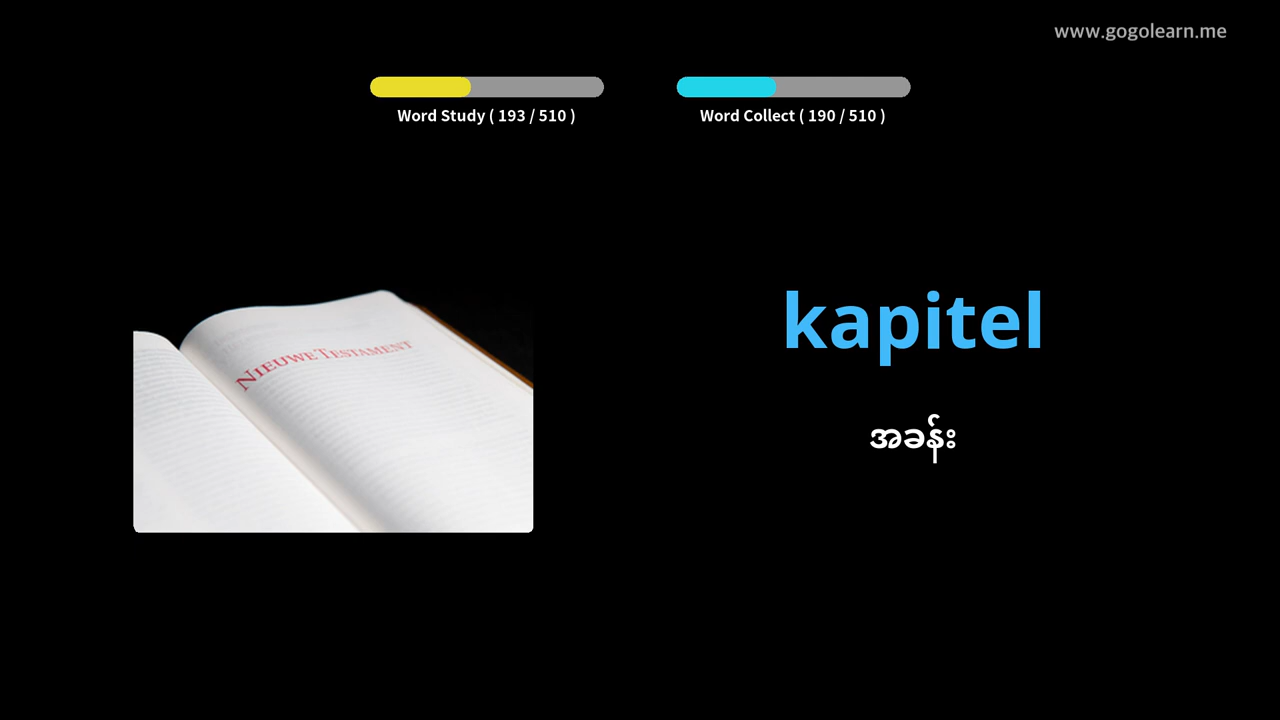 www.gogolearn.me
Word Study ( 193 / 510 )
Word Collect ( 190 / 510 )
NIEUWE TESTAMENT
kapitel
အခန်း